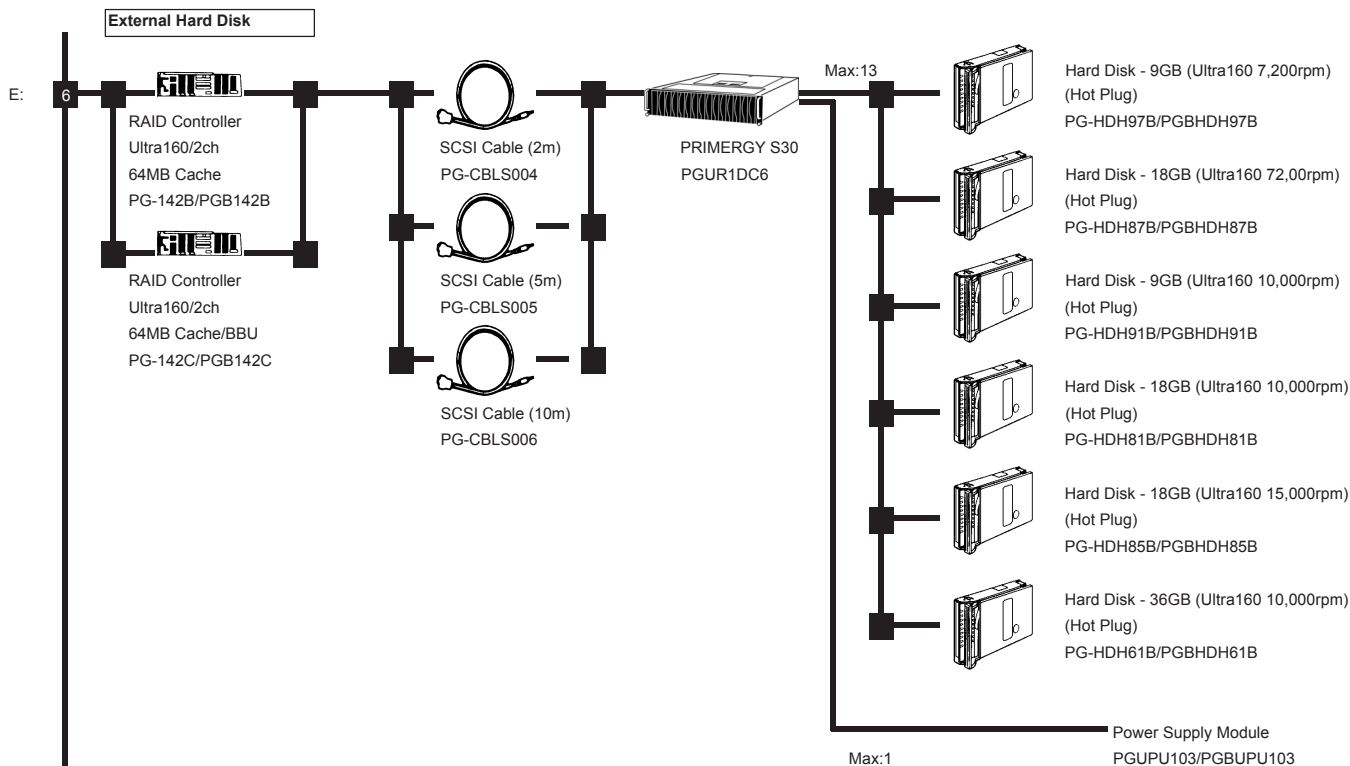 External Hard Disk
E:
6
RAID Controller
Ultra160/2ch
64MB Cache
PG-142B/PGB142B
RAID Controller
Ultra160/2ch
64MB Cache/BBU
PG-142C/PGB142C
SCSI Cable (2m)
PG-CBLS004
SCSI Cable (5m)
PG-CBLS005
SCSI Cable (10m)
PG-CBLS006
PRIMERGY S30
PGUR1DC6
Max:13
Hard Disk - 9GB (Ultra160 7,200rpm)
(Hot Plug)
PG-HDH97B/PGBHDH97B
Hard Disk - 18GB (Ultra160 72,00rpm)
(Hot Plug)
PG-HDH87B/PGBHDH87B
Hard Disk - 9GB (Ultra160 10,000rpm)
(Hot Plug)
PG-HDH91B/PGBHDH91B
Hard Disk - 18GB (Ultra160 10,000rpm)
(Hot Plug)
PG-HDH81B/PGBHDH81B
Hard Disk - 18GB (Ultra160 15,000rpm)
(Hot Plug)
PG-HDH85B/PGBHDH85B
Hard Disk - 36GB (Ultra160 10,000rpm)
(Hot Plug)
PG-HDH61B/PGBHDH61B
Max:1
Power Supply Module
PGUPU103/PGBUPU103